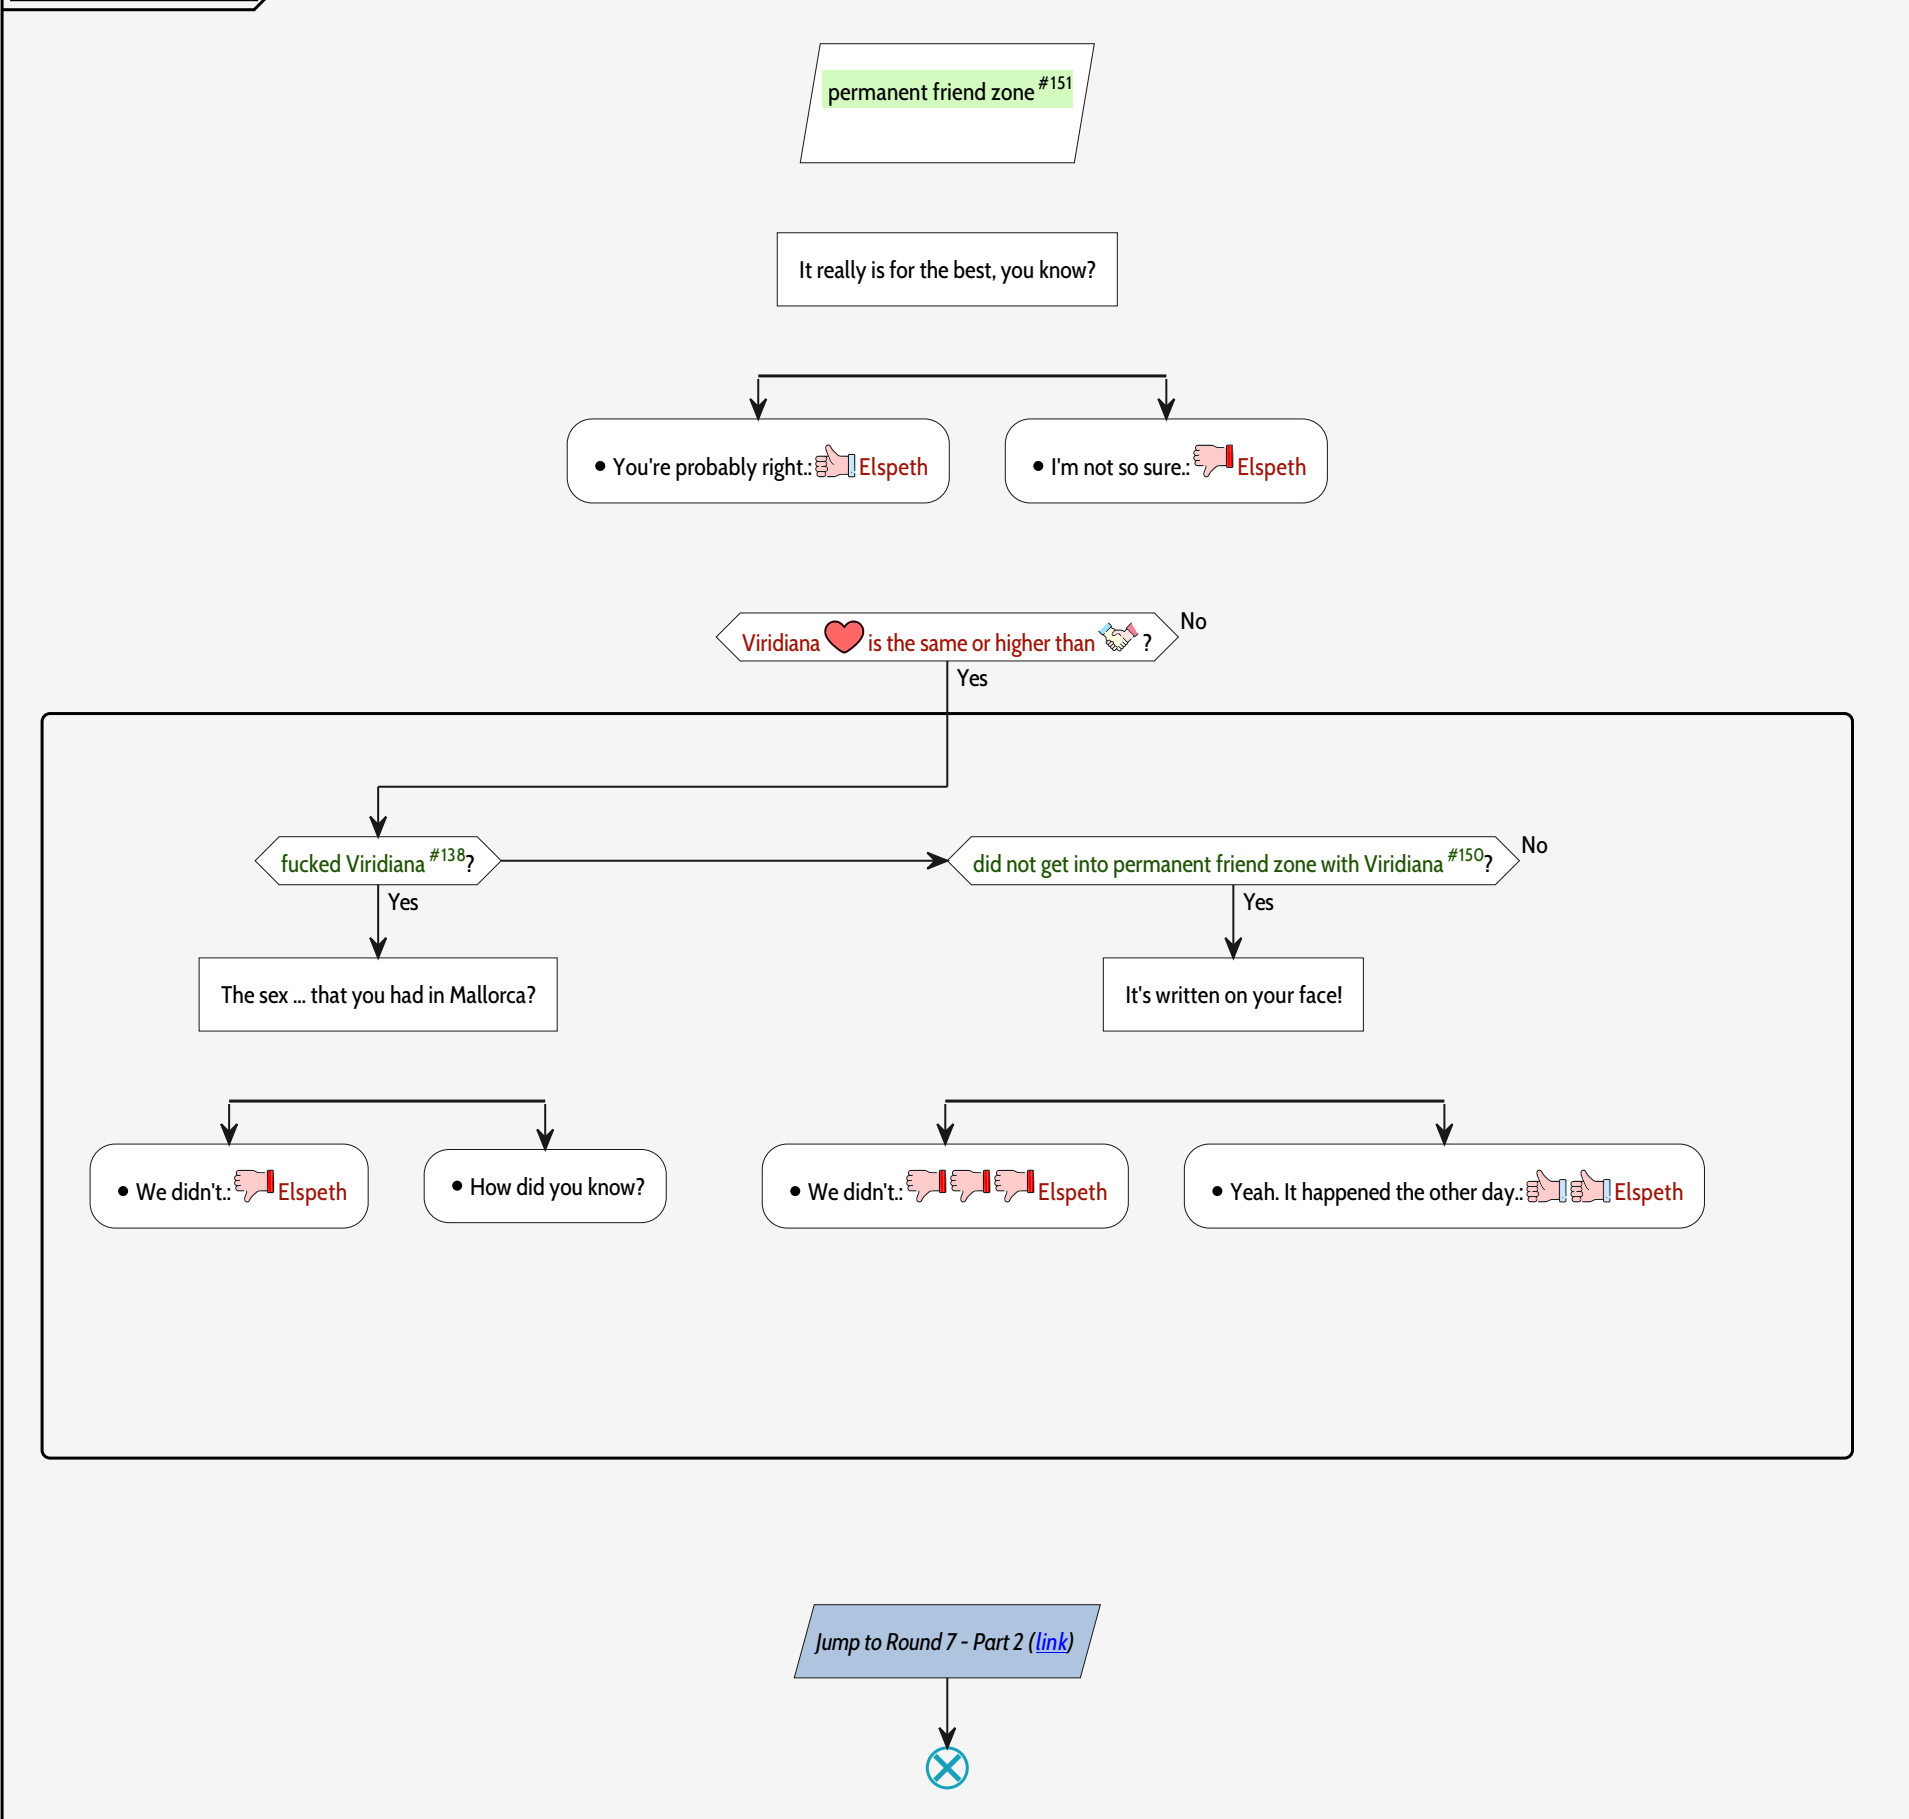 permanent friend zone #151
It really is for the best, you know?
• You're probably right.: Elspeth
• I'm not so sure.: Elspeth
Viridiana is the same or higher than ?
No
Yes
fucked Viridiana #138?
did not get into permanent friend zone with Viridiana #150?
No
Yes
Yes
The sex ... that you had in Mallorca?
It's written on your face!
• We didn't.: Elspeth
• How did you know?
• We didn't.: Elspeth
• Yeah. It happened the other day.: Elspeth
Jump to Round 7 - Part 2 (link)